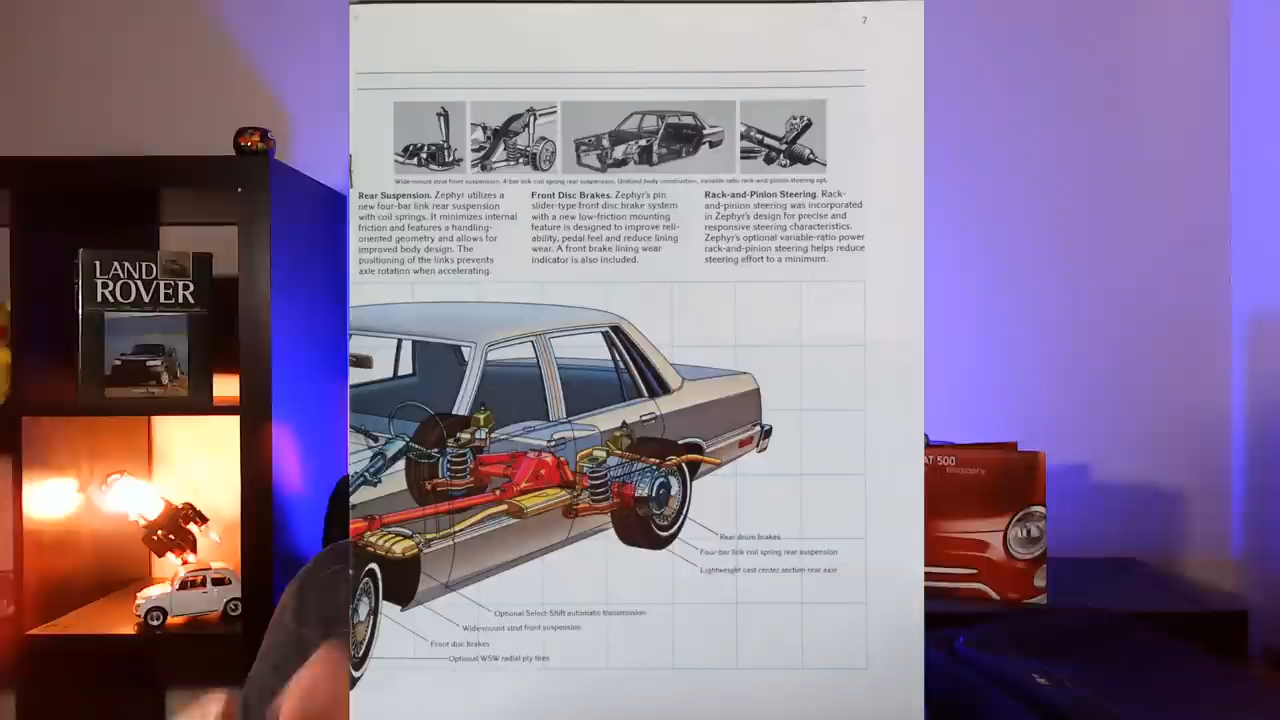 7
Wide-mount strut front suspension, 4-bar link coil spring rear suspension, Unitized body construction, variable ratio rack-and-pinion steering opt.
Rear Suspension. Zephyr utilizes a
new four-bar link rear suspension
with coil springs. It minimizes internal
friction and features a handling-
oriented geometry and allows for
improved body design. The
positioning of the links prevents
axle rotation when accelerating.
Front Disc Brakes. Zephyr's pin
slider-type front disc brake system
with a new low-friction mounting
feature is designed to improve reli-
ability, pedal feel and reduce lining
wear. A front brake lining wear
indicator is also included.
Rack-and-Pinion Steering. Rack-
and-pinion steering was incorporated
in Zephyr's design for precise and
responsive steering characteristics.
Zephyr's optional variable-ratio power
rack-and-pinion steering helps reduce
steering effort to a minimum.
LAND
ROVER
AT 500
Rear drum brakes
Four-bar link coil spring rear suspension
Lightweight cast center section rear axle
Optional Select-Shift automatic transmission
Wide-mount strut front suspension
Front disc brakes
Optional WSW radial ply tires